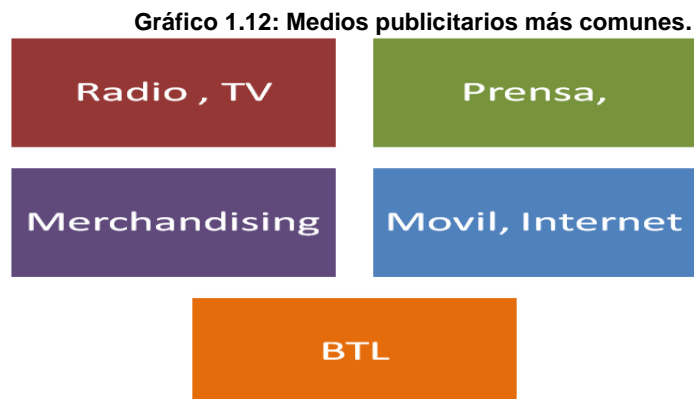 Gráfico 1.12: Medios publicitarios más comunes.
Radio , TV
Prensa,
Merchandising
Movil, Internet
BTL